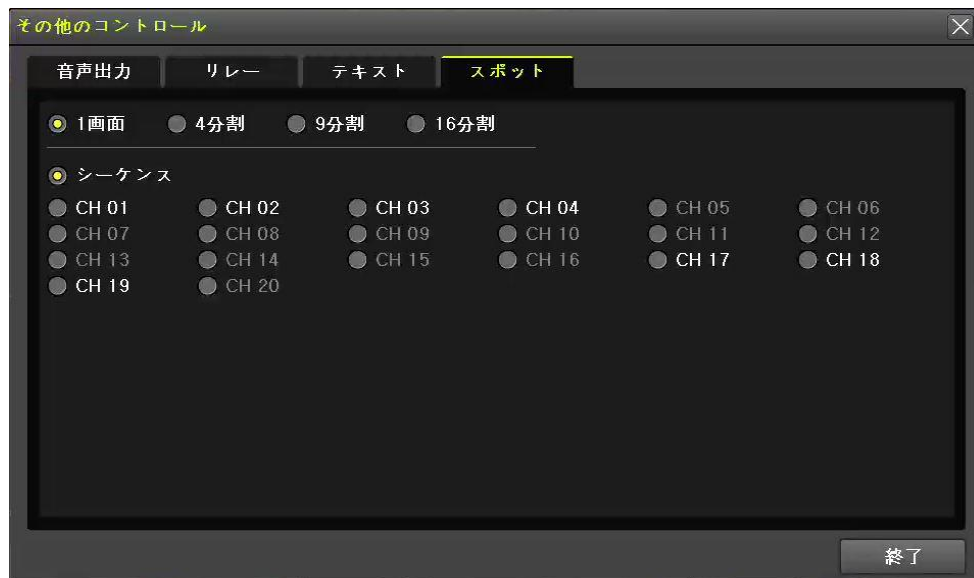 その他のコントロール
音声出力 リレー テキスト スポット
1画面 4分割 9分割 16分割
シーケンス
CH 01 CH 02 CH 03 CH 04 CH 05 CH 06
CH 07 CH 08 CH 09 CH 10 CH 11 CH 12
CH 13 CH 14 CH 15 CH 16 CH 17 CH 18
CH 19 CH 20
終了